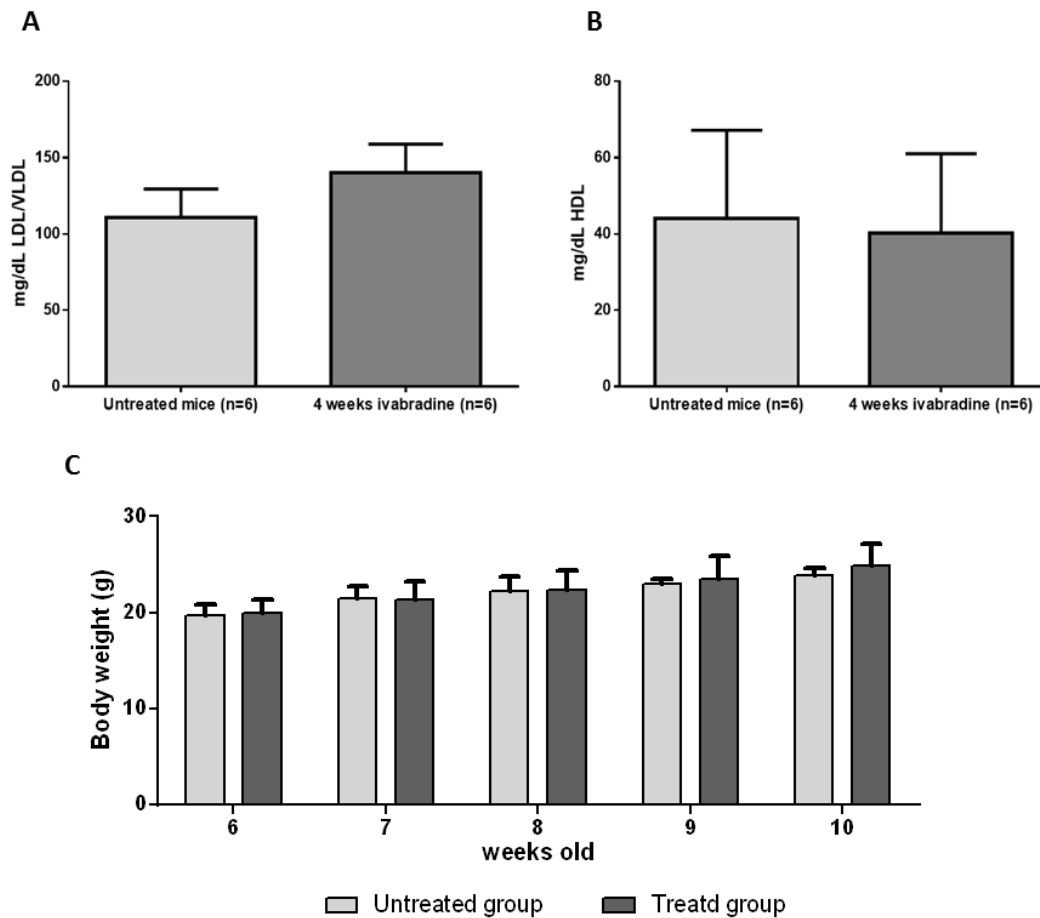 A
mg/dL LDL/VLDL
200
150
100
50
0
Untreated mice (n=6) 4 weeks ivabradine (n=6)
B
mg/dL HDL
80
60
40
20
0
Untreated mice (n=6) 4 weeks ivabradine (n=6)
C
Body weight (g)
30
20
10
0
6 7 8 9 10
weeks old
Untreated group Treatd group